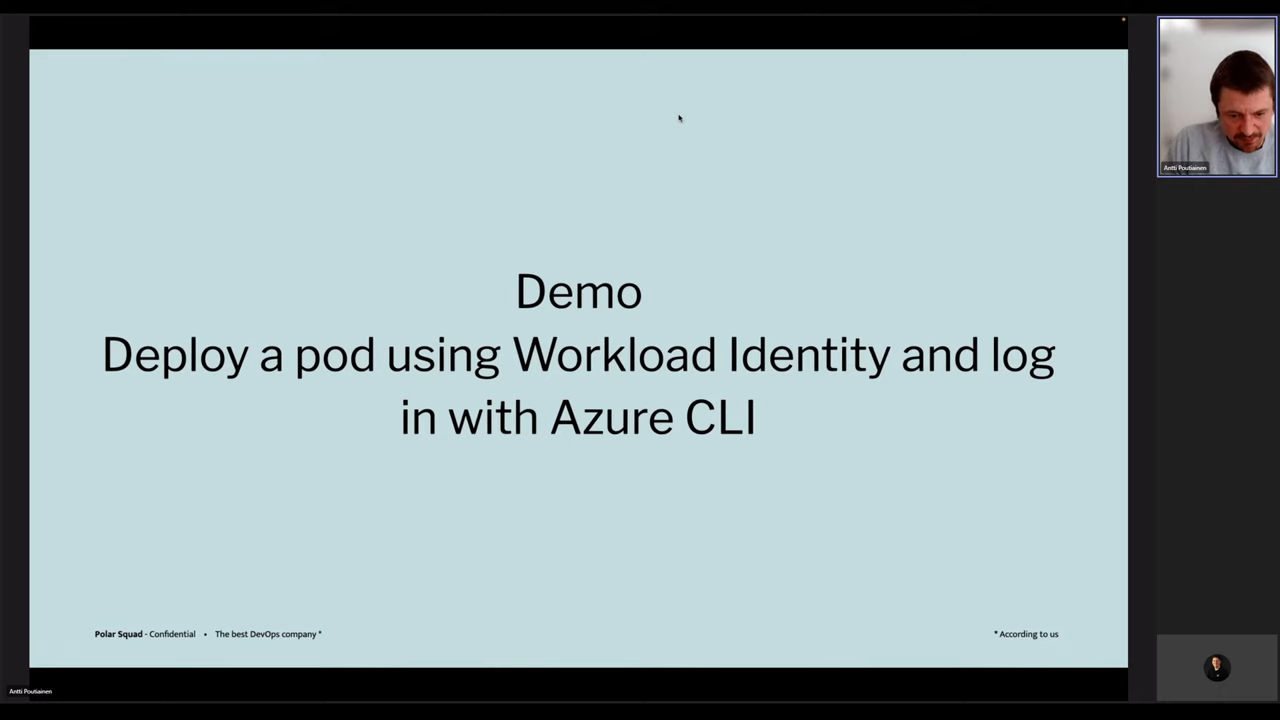 Demo
Deploy a pod using Workload Identity and log
in with Azure CLI
Polar Squad - Confidential • The best DevOps company *
* According to us
Antti Poutiainen
Antti Poutiainen